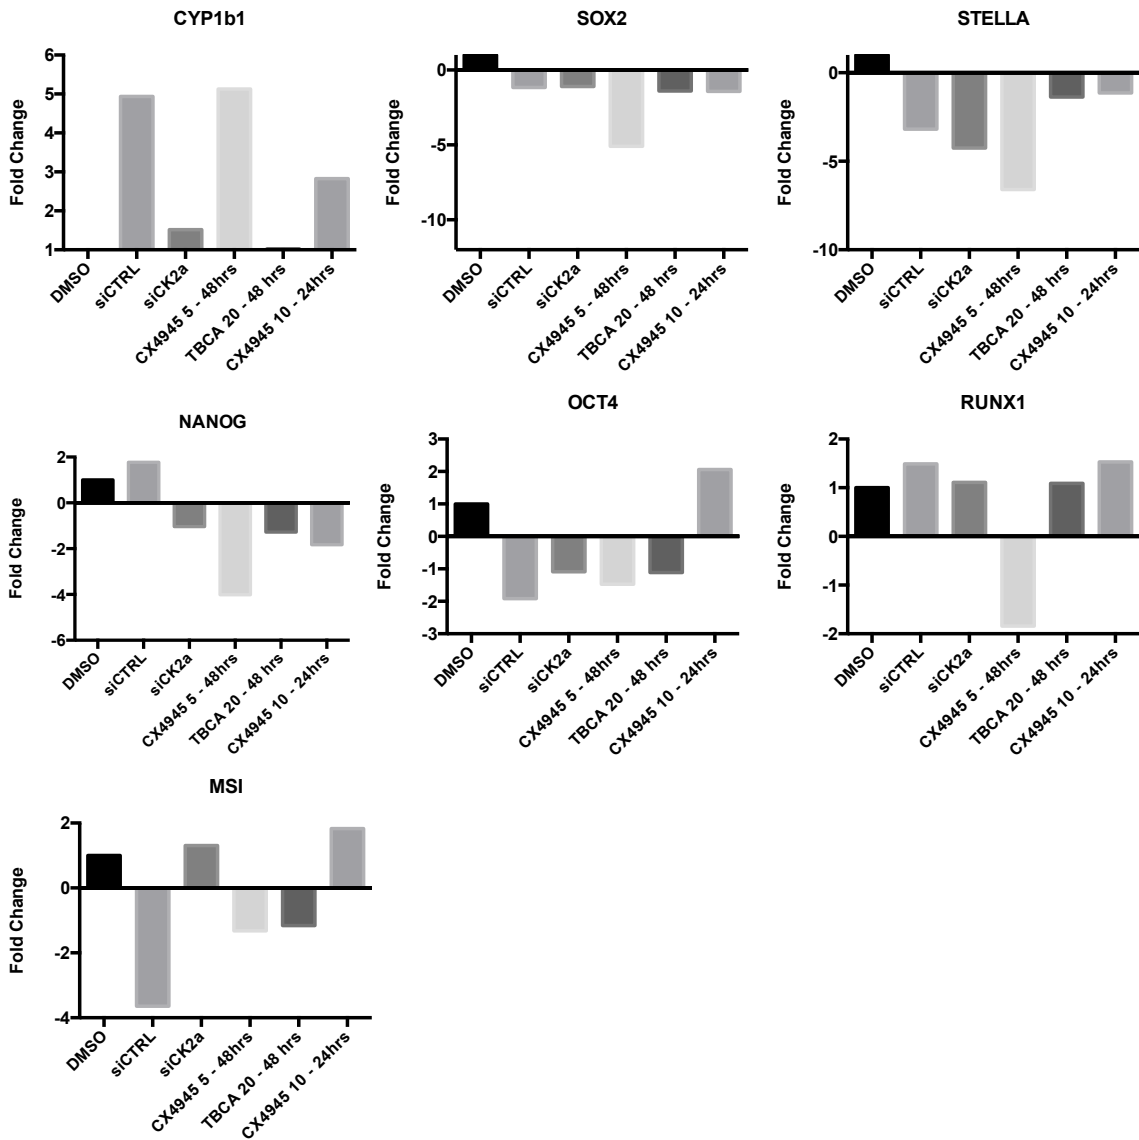 CYP1b1
Fold Change
6
5
4
3
2
1
DMSO
siCTRL
siCK2a
CX4945 5 - 48hrs
TBCA 20 - 48 hrs
CX4945 10 - 24hrs
SOX2
Fold Change
0
-5
-10
DMSO
siCTRL
siCK2a
CX4945 5 - 48hrs
TBCA 20 - 48 hrs
CX4945 10 - 24hrs
STELLA
Fold Change
0
-5
-10
DMSO
siCTRL
siCK2a
CX4945 5 - 48hrs
TBCA 20 - 48 hrs
CX4945 10 - 24hrs
NANOG
Fold Change
2
0
-2
-4
-6
DMSO
siCTRL
siCK2a
CX4945 5 - 48hrs
TBCA 20 - 48 hrs
CX4945 10 - 24hrs
OCT4
Fold Change
3
2
1
0
-1
-2
-3
DMSO
siCTRL
siCK2a
CX4945 5 - 48hrs
TBCA 20 - 48 hrs
CX4945 10 - 24hrs
RUNX1
Fold Change
2
1
0
-1
-2
DMSO
siCTRL
siCK2a
CX4945 5 - 48hrs
TBCA 20 - 48 hrs
CX4945 10 - 24hrs
MSI
Fold Change
2
0
-2
-4
DMSO
siCTRL
siCK2a
CX4945 5 - 48hrs
TBCA 20 - 48 hrs
CX4945 10 - 24hrs